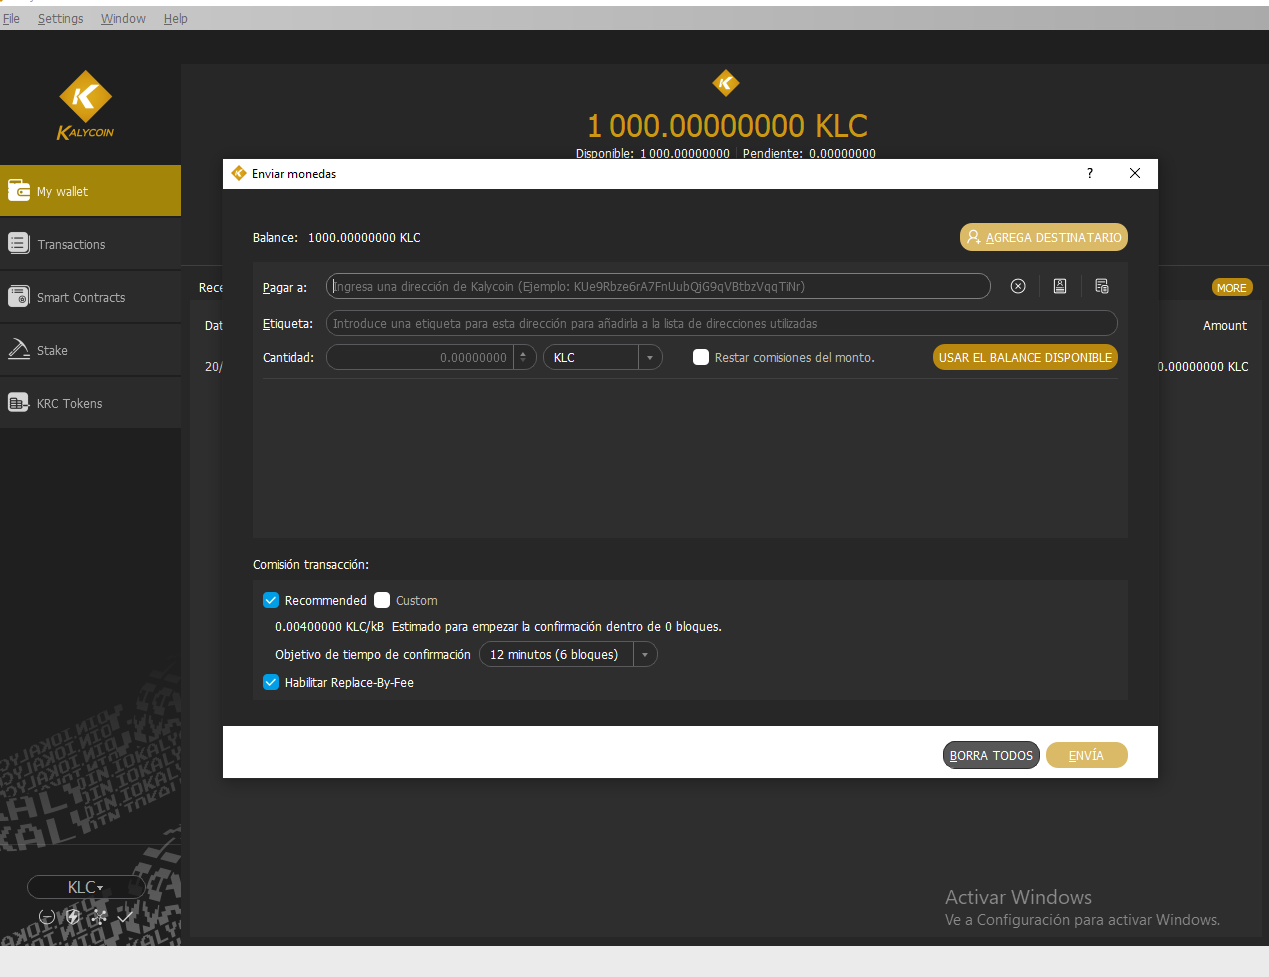 File Settings Window Help
KALYCOIN
1 000.00000000 KLC
Disponible: 1 000.00000000 Pendiente: 0.00000000
My wallet
Transactions
Smart Contracts
Stake
KRC Tokens
Enviar monedas ?
Balance: 1000.00000000 KLC AGREGA DESTINATARIO
Rece MORE
Pagar a: Ingresa una dirección de Kalycoin (Ejemplo: KUe9Rbze6rA7FnUubQjG9qVBtbzVqqTiNr)
Dat Amount
Etiqueta: Introduce una etiqueta para esta dirección para añadirla a la lista de direcciones utilizadas
Cantidad: 0.00000000 KLC Restar comisiones del monto. USAR EL BALANCE DISPONIBLE
20/ 0.00000000 KLC
Comisión transacción:
Recommended Custom
0.00400000 KLC/kB Estimado para empezar la confirmación dentro de 0 bloques.
Objetivo de tiempo de confirmación 12 minutos (6 bloques)
Habilitar Replace-By-Fee
BORRA TODOS ENVÍA
KLC
Activar Windows
Ve a Configuración para activar Windows.